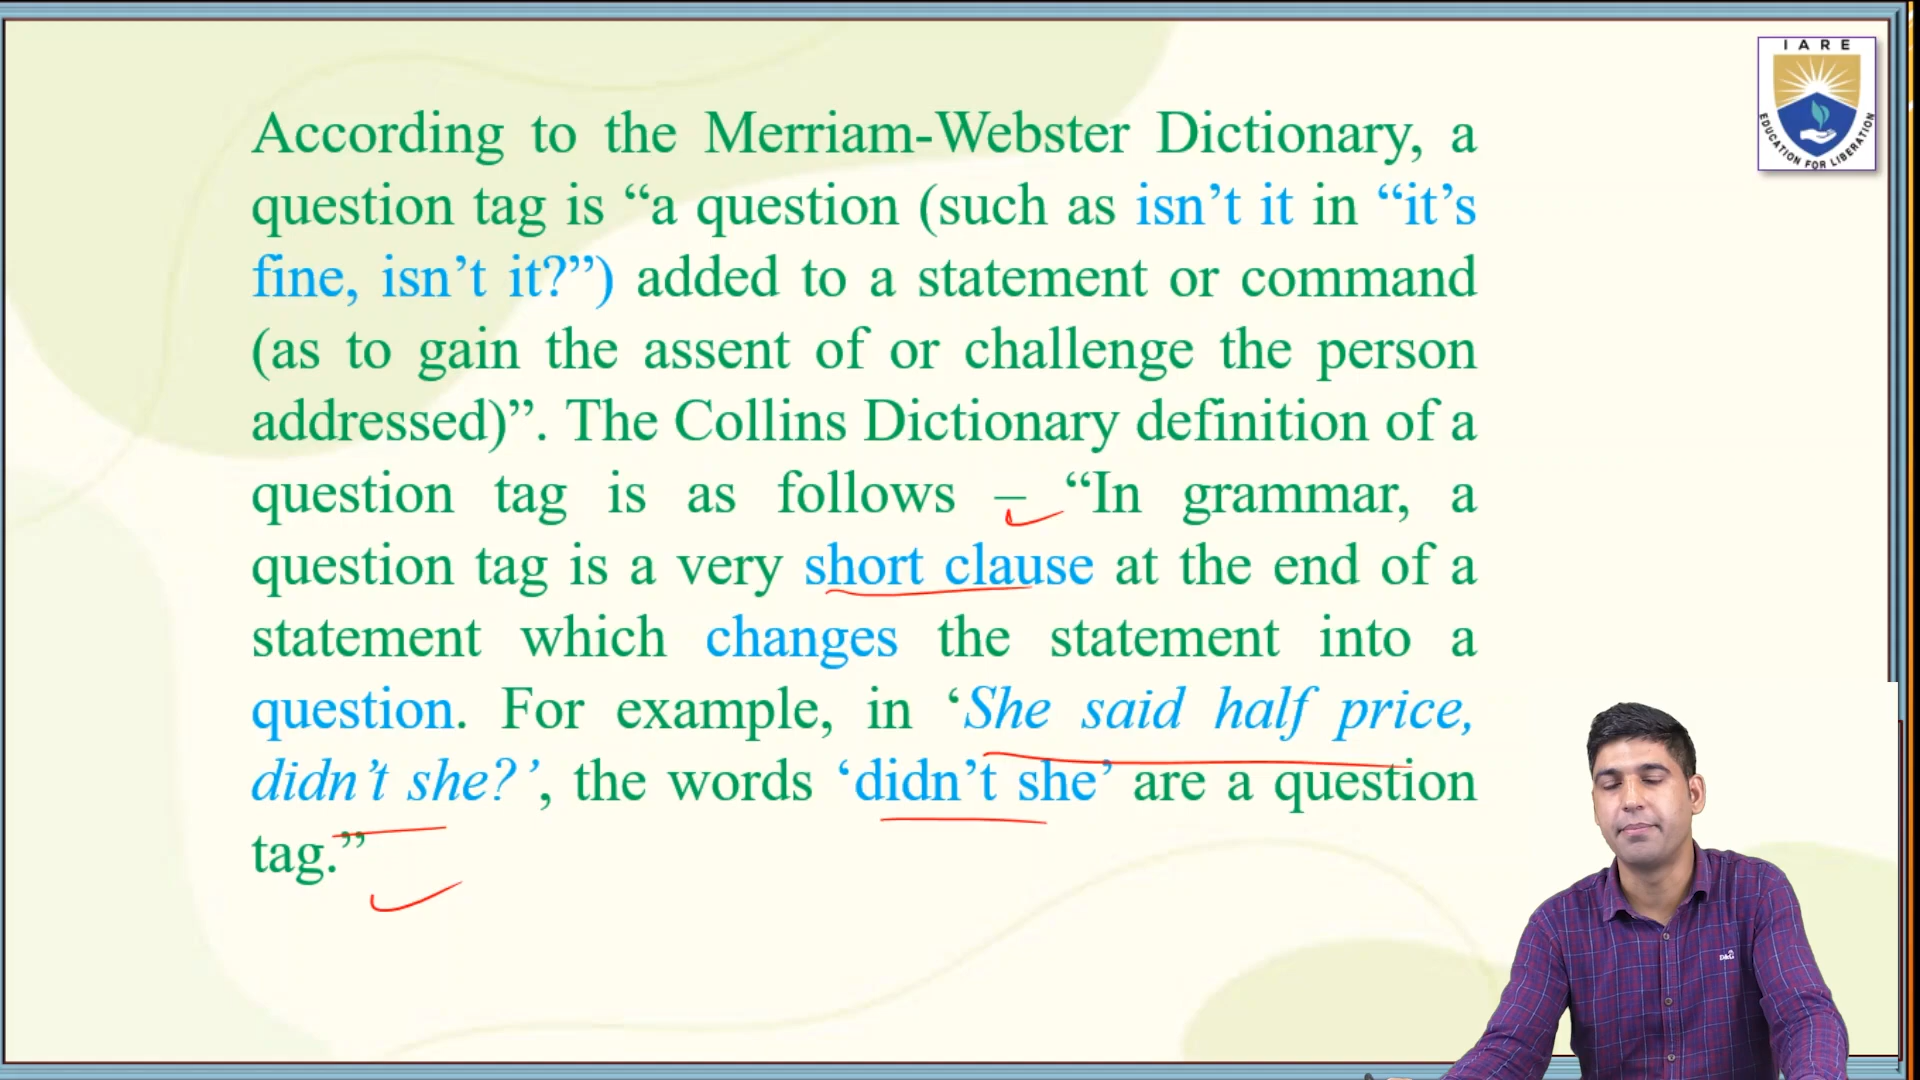 IARE
EDUCATION FOR LIBERATION
According to the Merriam-Webster Dictionary, a
question tag is “a question (such as isn’t it in “it’s
fine, isn’t it?”) added to a statement or command
(as to gain the assent of or challenge the person
addressed)”. The Collins Dictionary definition of a
question tag is as follows – “In grammar, a
question tag is a very short clause at the end of a
statement which changes the statement into a
question. For example, in ‘She said half price,
didn’t she?’, the words ‘didn’t she’ are a question
tag.”
D&G